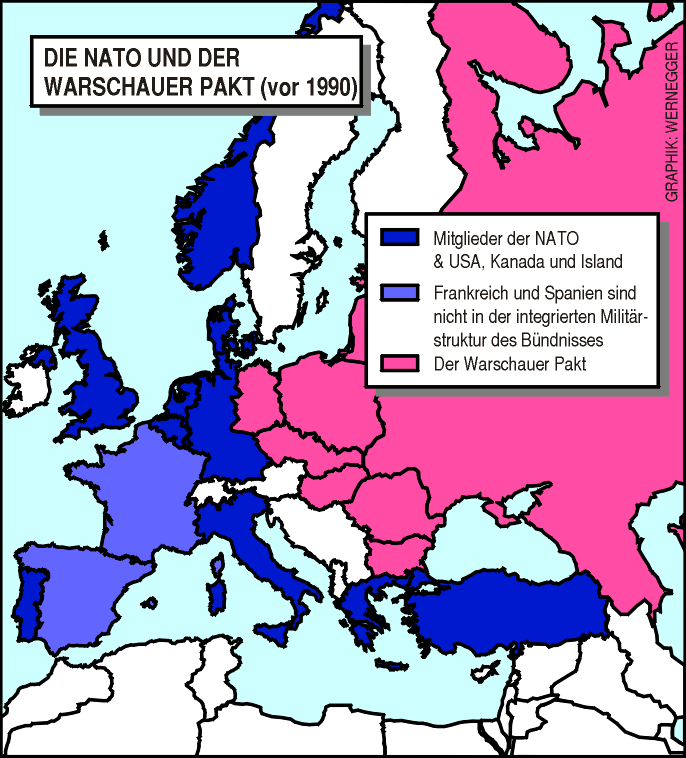 DIE NATO UND DER
WARSCHAUER PAKT (vor 1990)
GRAPHIK: WERNEGGER
Mitglieder der NATO
& USA, Kanada und Island
Frankreich und Spanien sind
nicht in der integrierten Militär-
struktur des Bündnisses
Der Warschauer Pakt